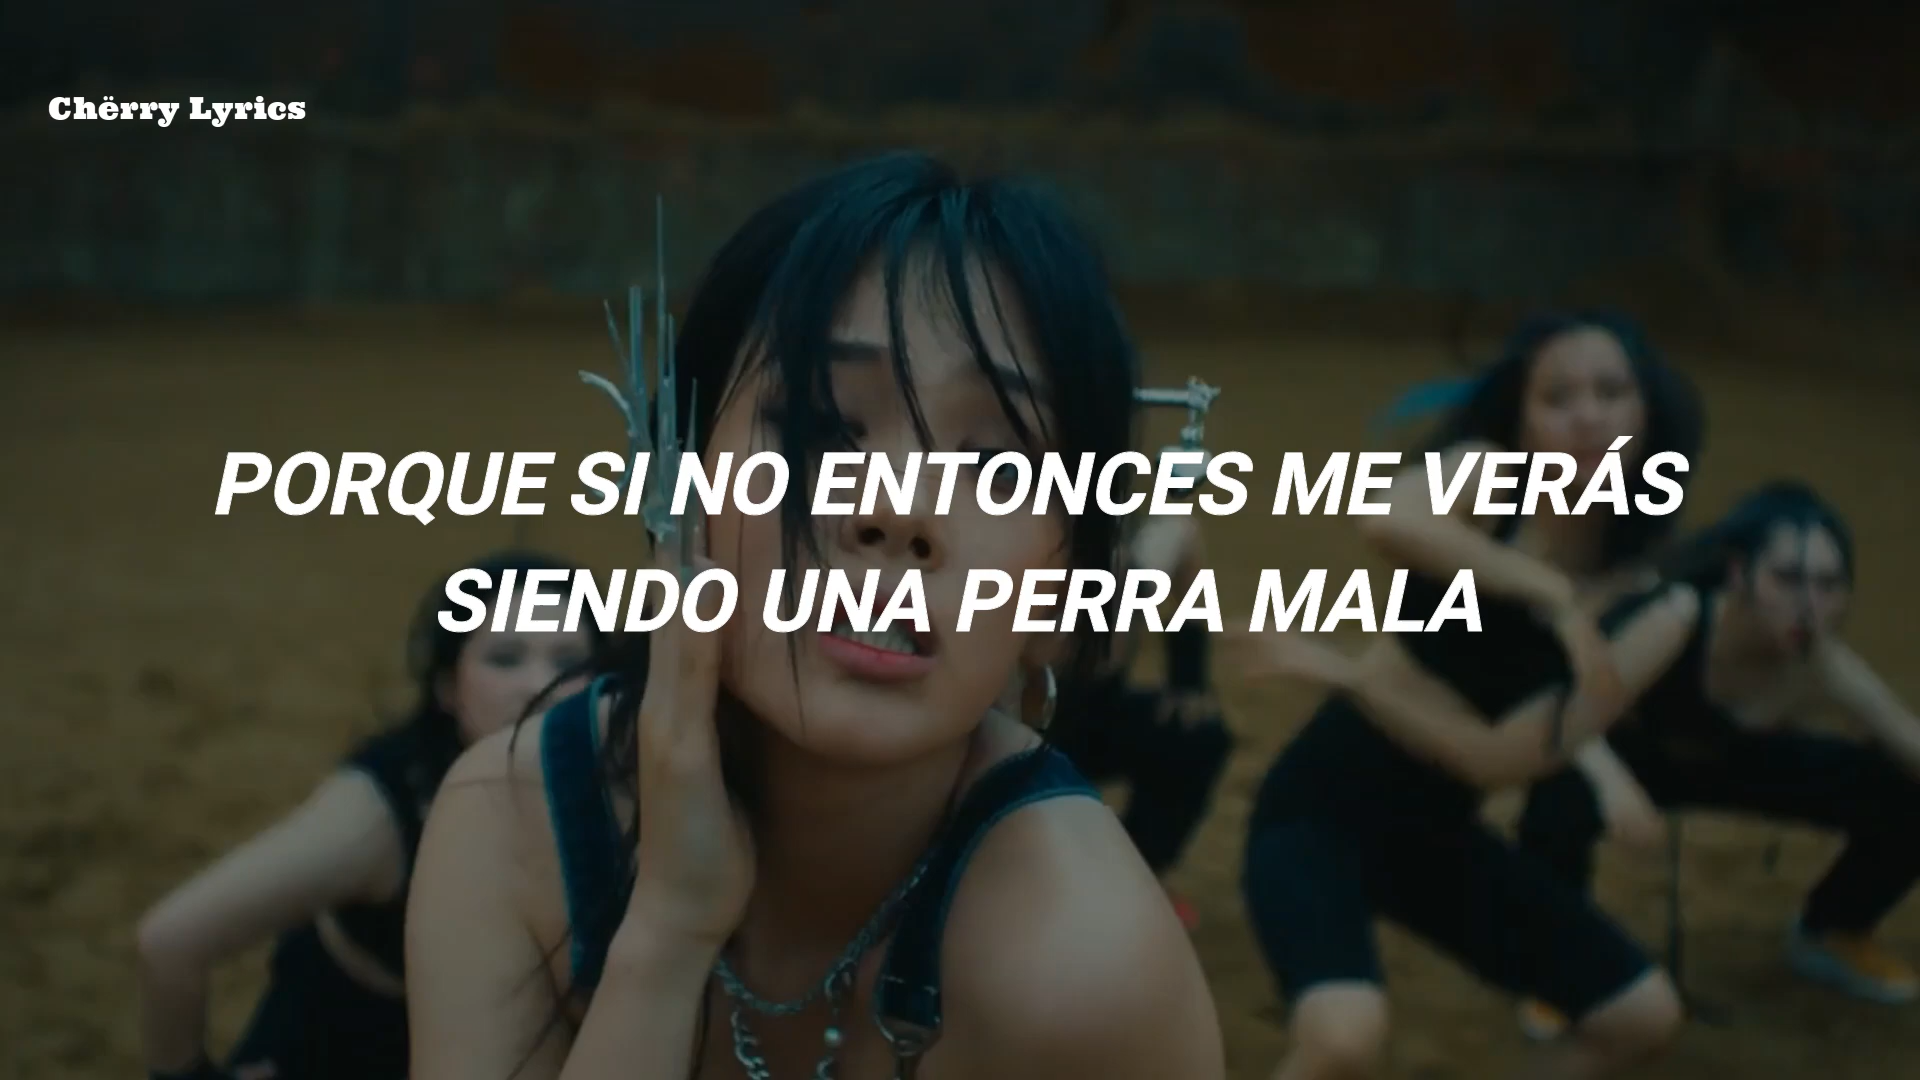 Chërry Lyrics
PORQUE SI NO ENTONCES ME VERÁS
SIENDO UNA PERRA MALA